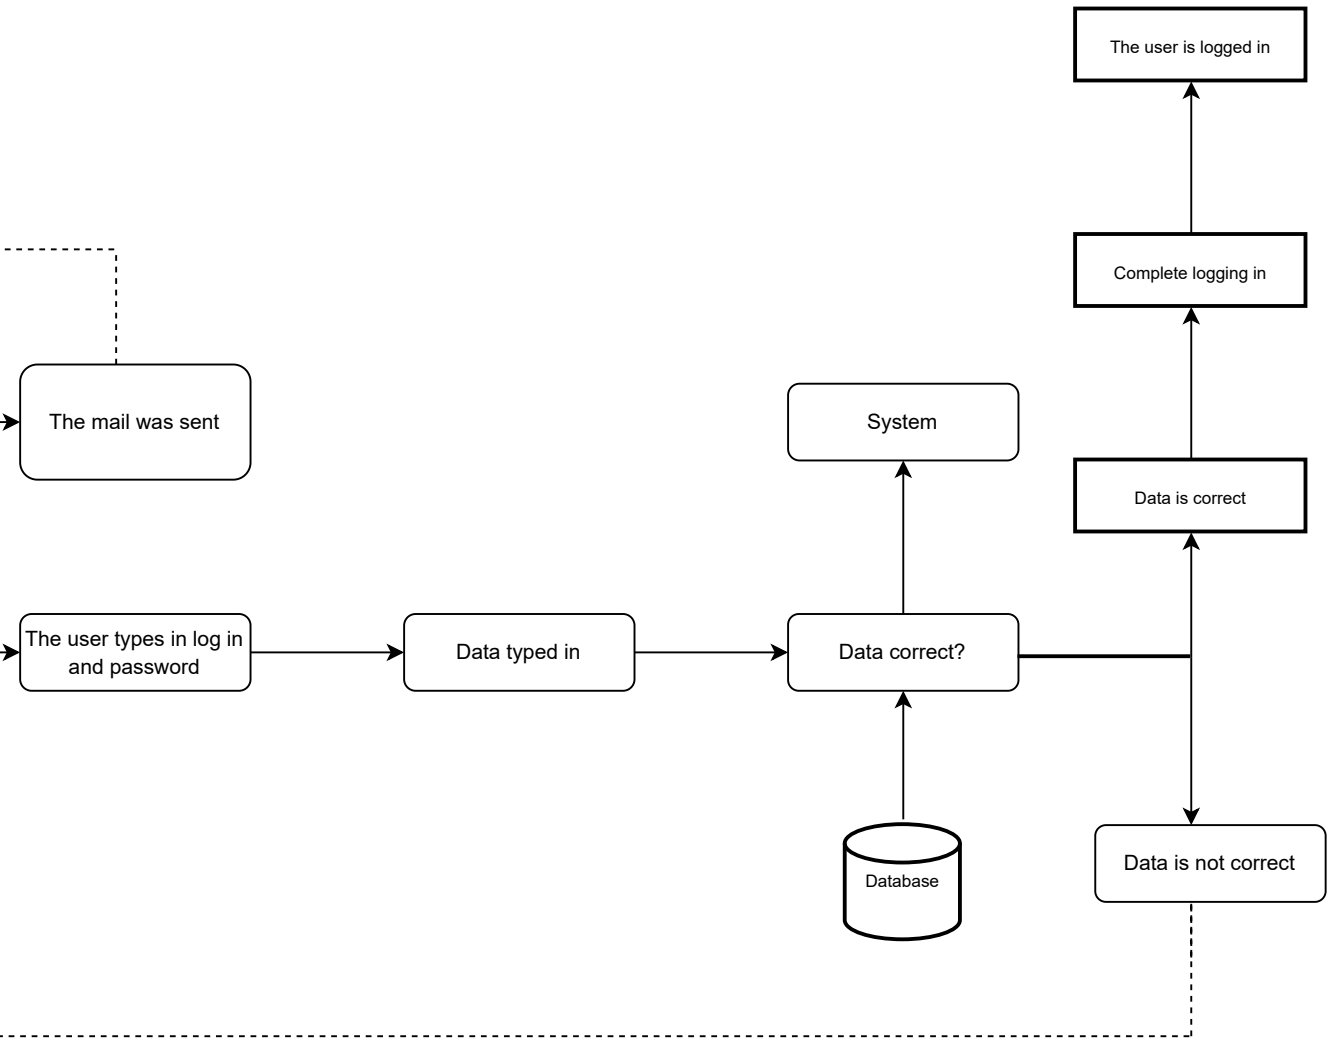 The user is logged in
Complete logging in
The mail was sent
System
Data is correct
The user types in log in
and password
Data typed in
Data correct?
Database
Data is not correct